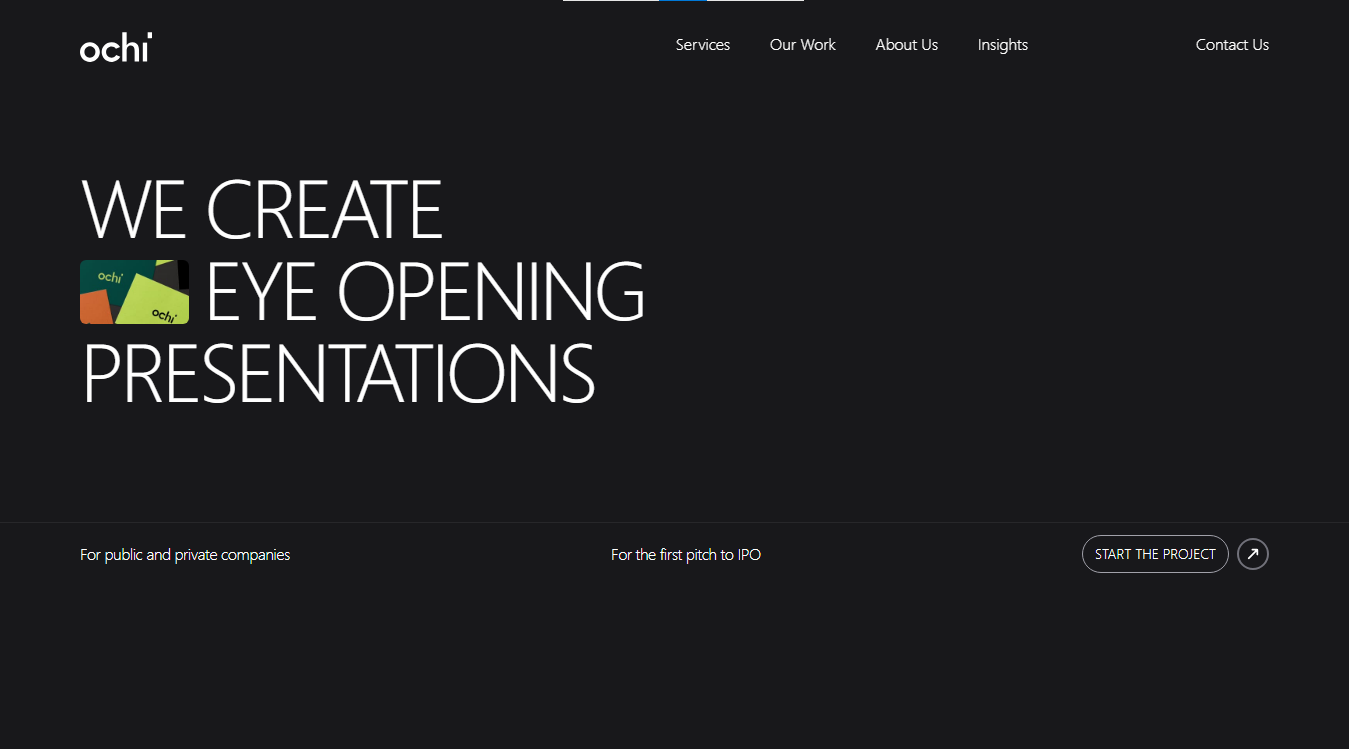 ochi
Services Our Work About Us Insights Contact Us
WE CREATE
ochi
ochi
EYE OPENING
PRESENTATIONS
For public and private companies For the first pitch to IPO START THE PROJECT